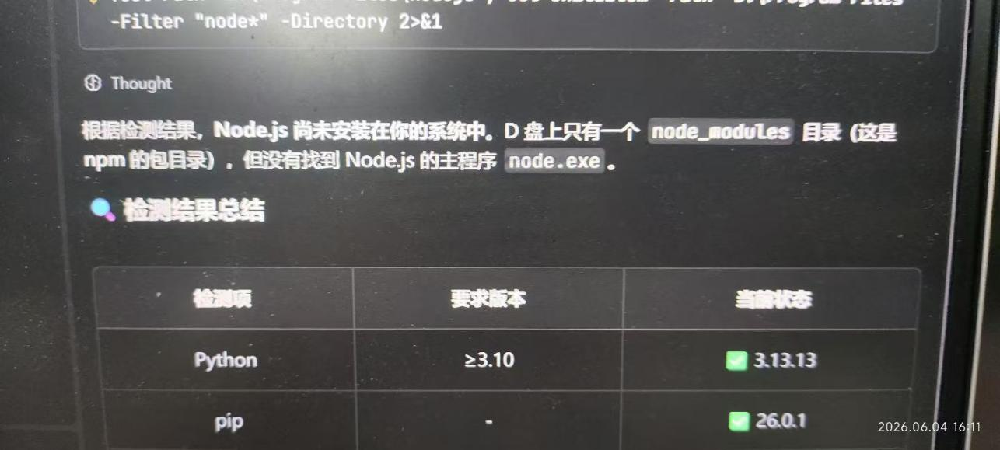 -Filter "node*" -Directory 2>&1
Thought
根据检测结果，Node.js 尚未安装在你的系统中。D 盘上只有一个 node_modules 目录 (这是
npm 的包目录) ，但没有找到 Node.js 的主程序 node.exe 。
检测结果总结
检测项 要求版本 当前状态
Python ≥3.10 3.13.13
pip - 26.0.1
2026.06.04 16:11